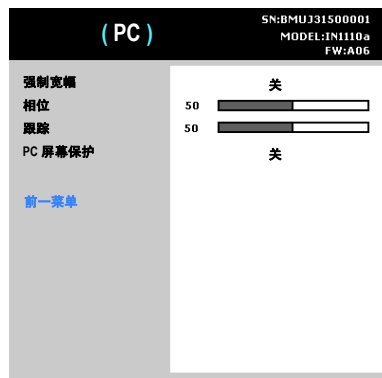 ( PC )
SN:BMUJ31500001
MODEL:IN1110a
FW:A06
强制宽幅 关
相位 50
跟踪 50
PC 屏幕保护 关
前一菜单